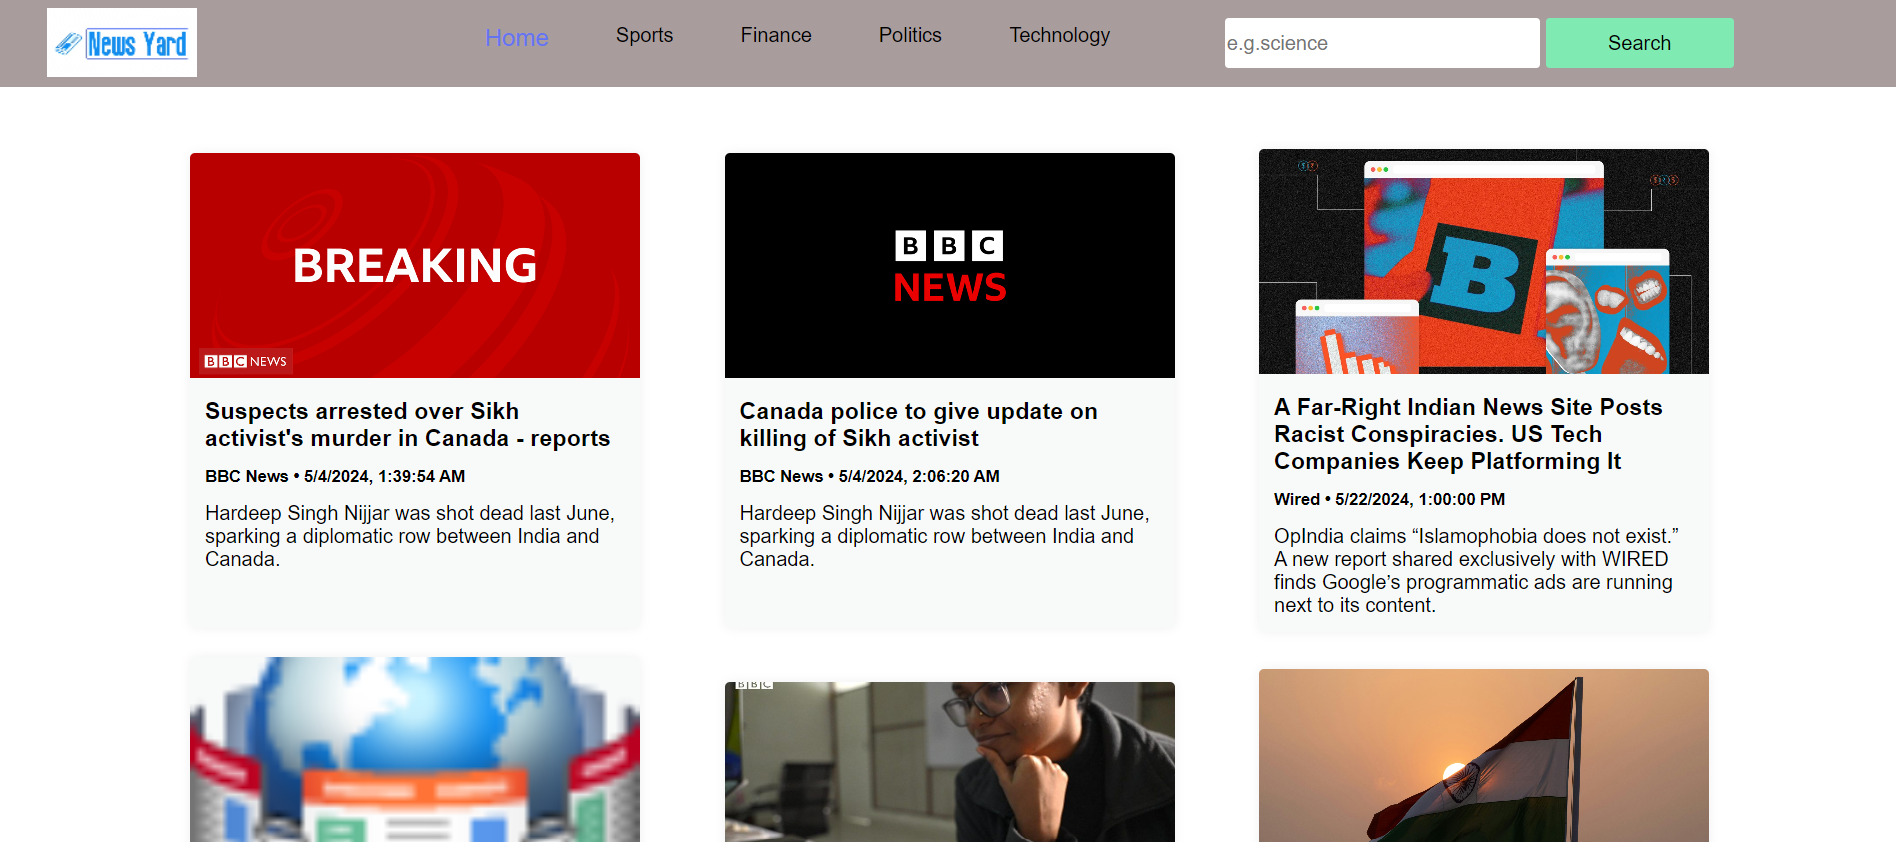 News Yard
Home
Sports
Finance
Politics
Technology
e.g.science
Search
BREAKING
BBC NEWS
BBC
NEWS
B
Suspects arrested over Sikh
activist's murder in Canada - reports
BBC News • 5/4/2024, 1:39:54 AM
Hardeep Singh Nijjar was shot dead last June,
sparking a diplomatic row between India and
Canada.
Canada police to give update on
killing of Sikh activist
BBC News • 5/4/2024, 2:06:20 AM
Hardeep Singh Nijjar was shot dead last June,
sparking a diplomatic row between India and
Canada.
A Far-Right Indian News Site Posts
Racist Conspiracies. US Tech
Companies Keep Platforming It
Wired • 5/22/2024, 1:00:00 PM
OpIndia claims “Islamophobia does not exist.”
A new report shared exclusively with WIRED
finds Google’s programmatic ads are running
next to its content.
BBC